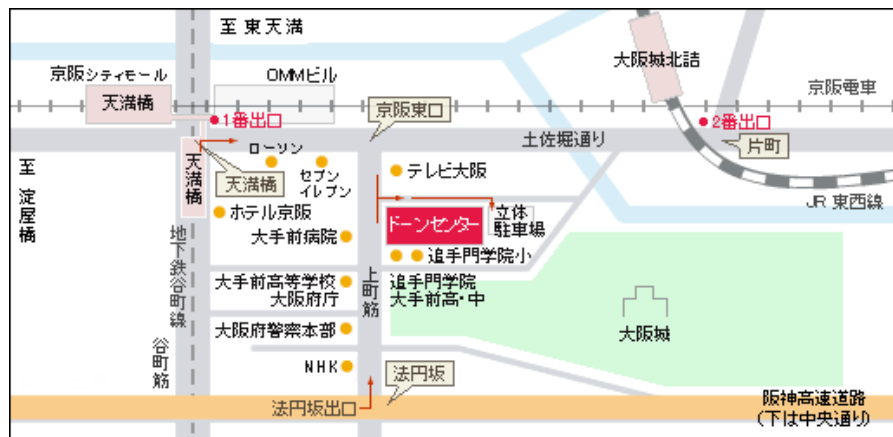 至 東天満
京阪シティモール
OMMビル
大阪城北詰
京阪電車
天満橋
1番出口
京阪東口
2番出口
土佐堀通り
片町
至 淀屋橋
天満橋
ローソン
天満橋
セブン
イレブン
テレビ大阪
JR 東西線
ホテル京阪
ドーンセンター
立体
駐車場
大手前病院
地下鉄谷町線
追手門学院小
大手前高等学校
大阪府庁
上町筋
追手門学院
大手前高・中
大阪府警察本部
大阪城
谷町筋
NHK
法円坂
法円坂出口
阪神高速道路
(下は中央通り)